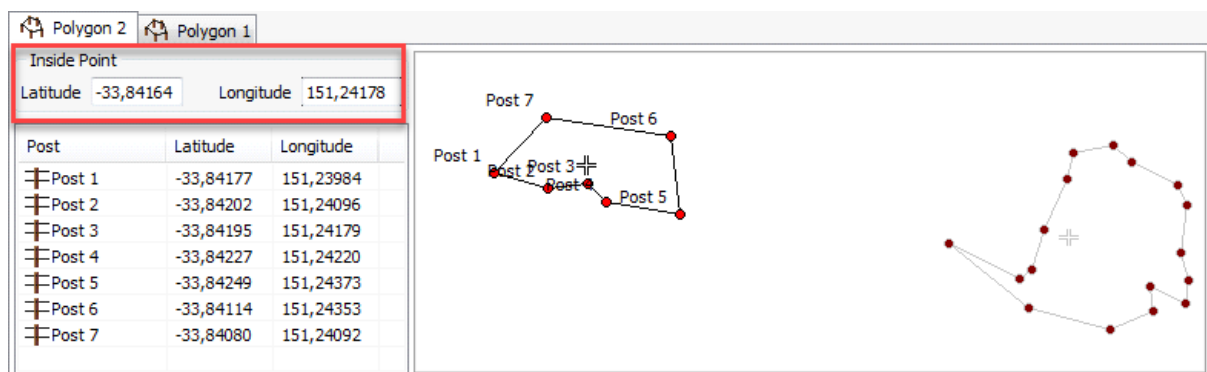 Polygon 2 Polygon 1
Inside Point
Latitude -33,84164 Longitude 151,24178
Post Latitude Longitude
Post 1 -33,84177 151,23984
Post 2 -33,84202 151,24096
Post 3 -33,84195 151,24179
Post 4 -33,84227 151,24220
Post 5 -33,84249 151,24373
Post 6 -33,84114 151,24353
Post 7 -33,84080 151,24092
Post 7
Post 6
Post 1
Post 2 Post 3
Post 5